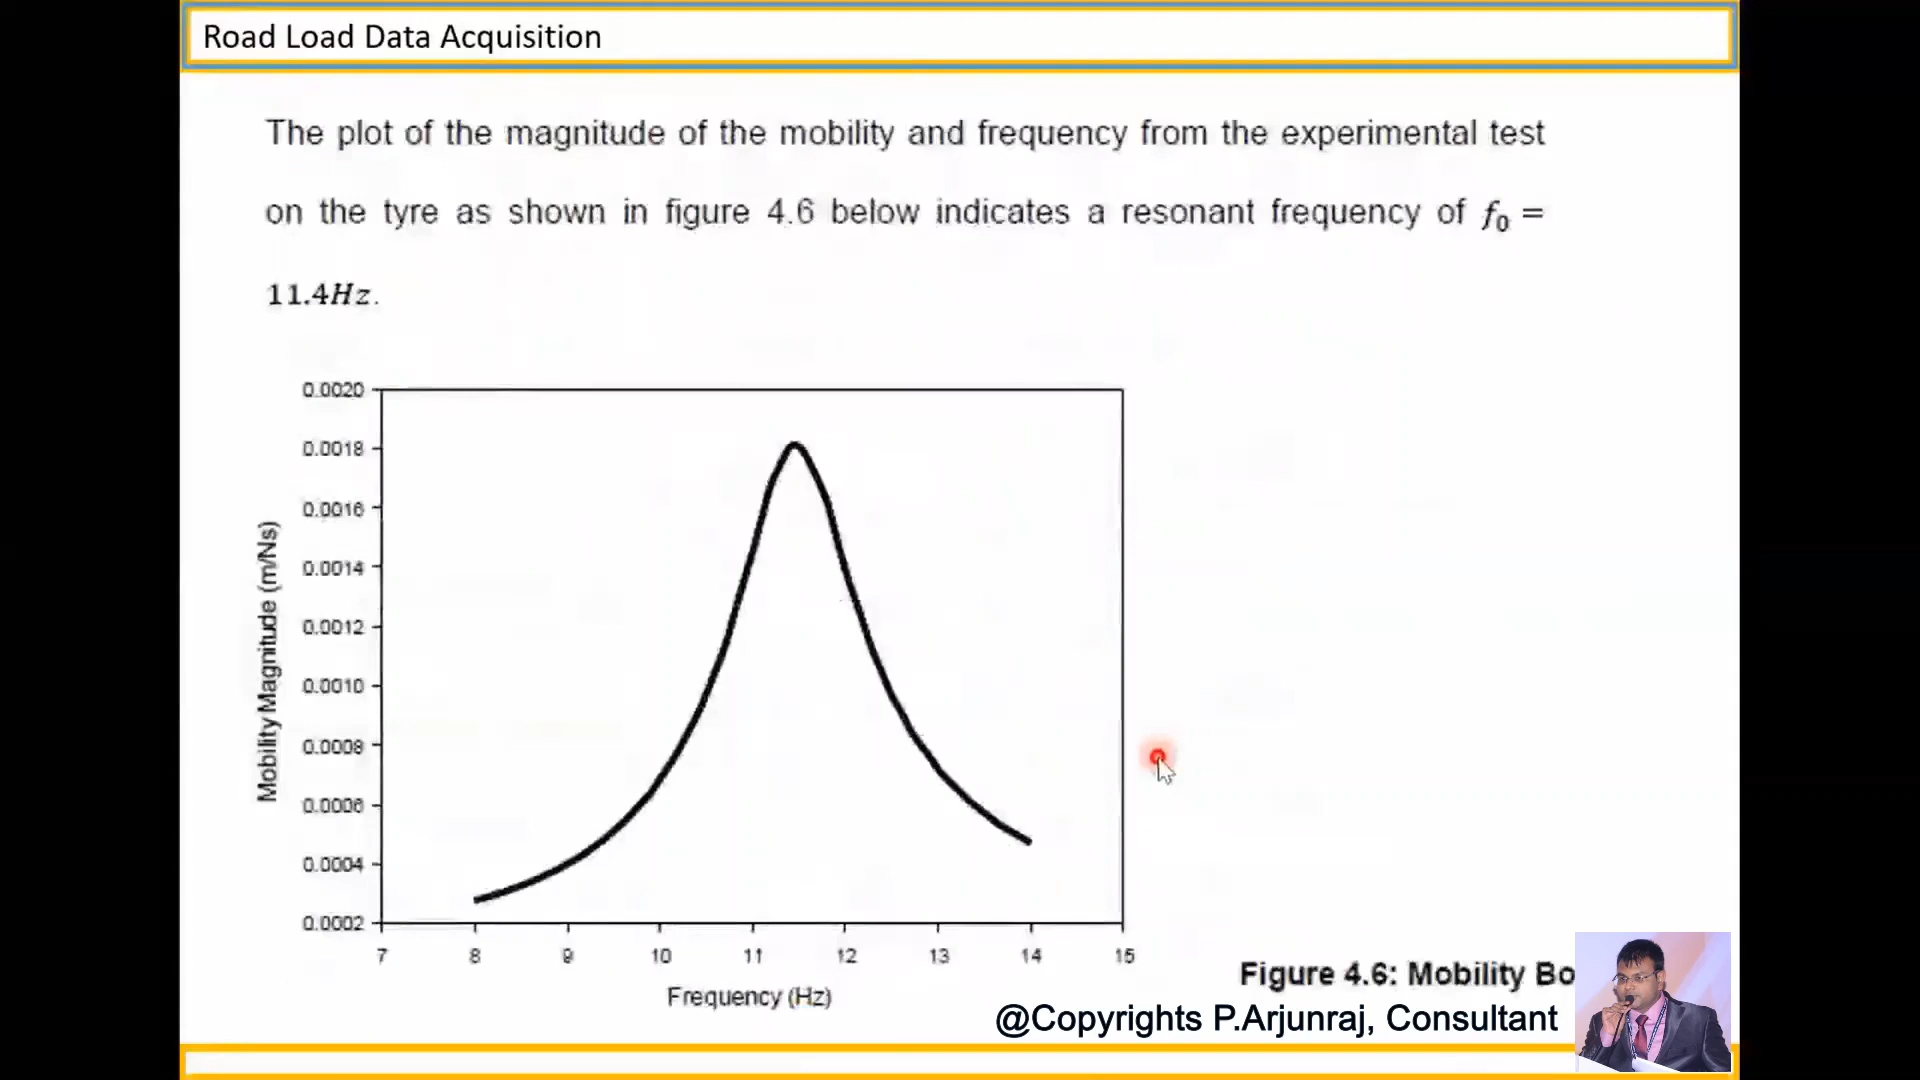 Road Load Data Acquisition
The plot of the magnitude of the mobility and frequency from the experimental test
on the tyre as shown in figure 4.6 below indicates a resonant frequency of f₀ =
11.4Hz.
0.0020
0.0018
0.0016
0.0014
0.0012
0.0010
0.0008
0.0006
0.0004
0.0002
Mobility Magnitude (m/Ns)
7 8 9 10 11 12 13 14 15
Frequency (Hz)
Figure 4.6: Mobility Bo
@Copyrights P.Arjunraj, Consultant